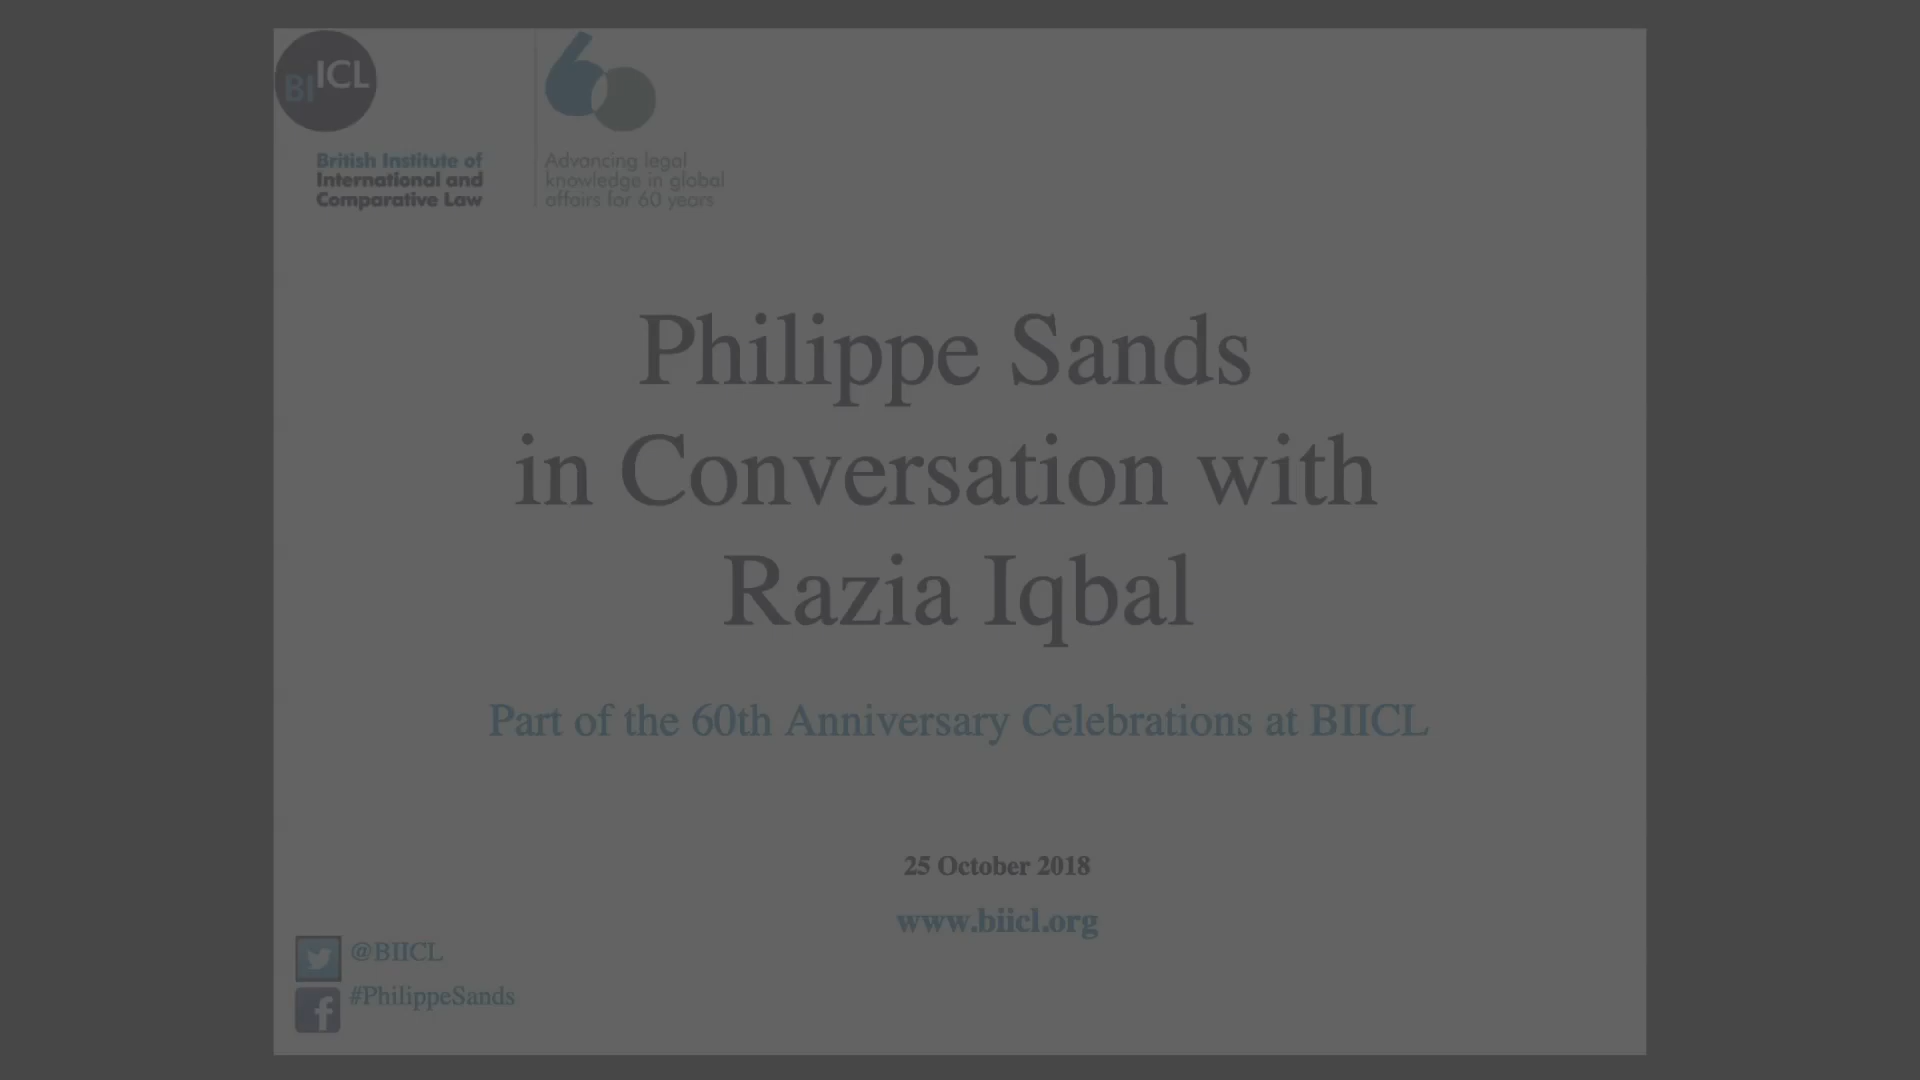 BIICL
60
British Institute of
International and
Comparative Law
Advancing legal
knowledge in global
affairs for 60 years
Philippe Sands
in Conversation with
Razia Iqbal
Part of the 60th Anniversary Celebrations at BIICL
25 October 2018
www.biicl.org
@BIICL
#PhilippeSands